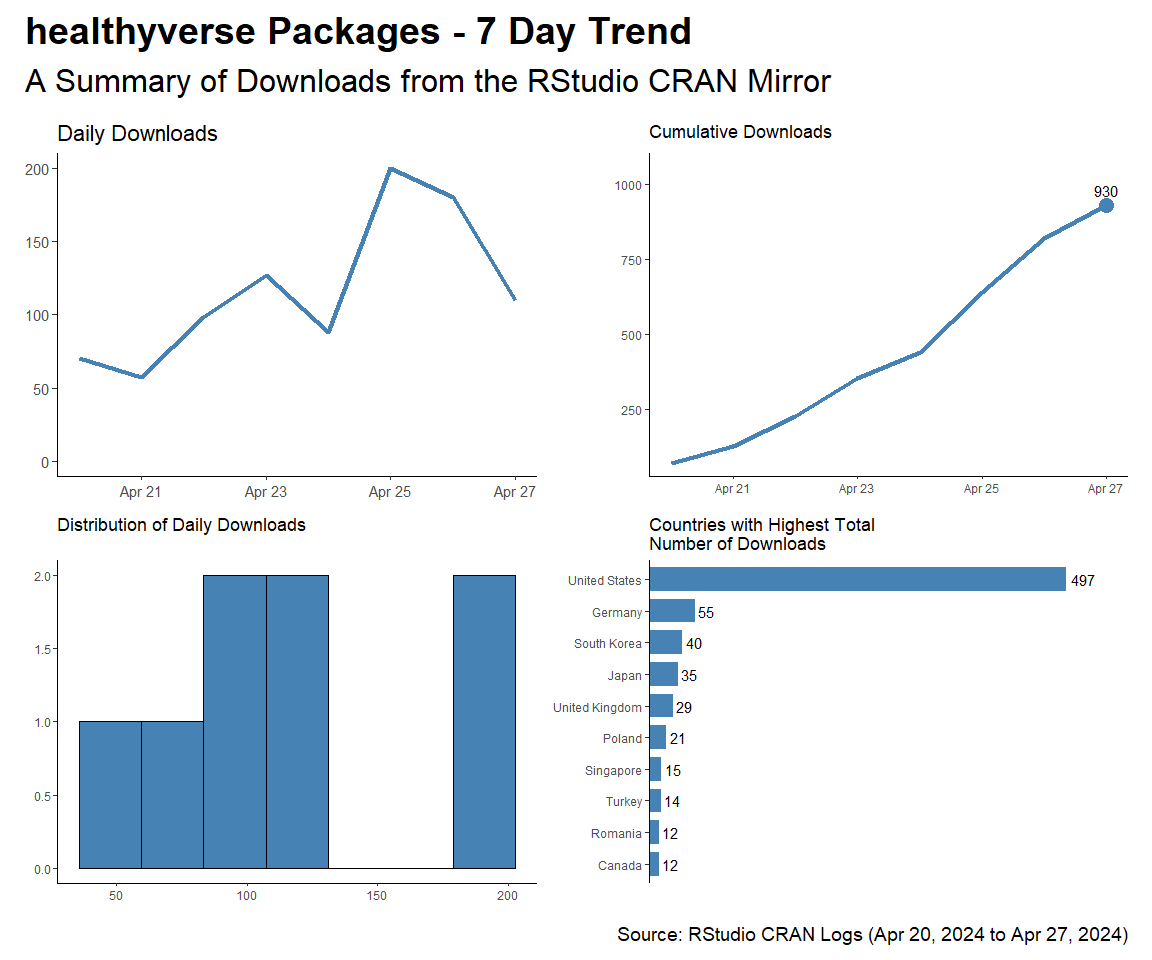 healthyverse Packages - 7 Day Trend
A Summary of Downloads from the RStudio CRAN Mirror
Daily Downloads
200
150
100
50
0
Apr 21 Apr 23 Apr 25 Apr 27
Cumulative Downloads
1000
750
500
250
930
Apr 21 Apr 23 Apr 25 Apr 27
Distribution of Daily Downloads
2.0
1.5
1.0
0.5
0.0
50 100 150 200
Countries with Highest Total
Number of Downloads
United States 497
Germany 55
South Korea 40
Japan 35
United Kingdom 29
Poland 21
Singapore 15
Turkey 14
Romania 12
Canada 12
Source: RStudio CRAN Logs (Apr 20, 2024 to Apr 27, 2024)